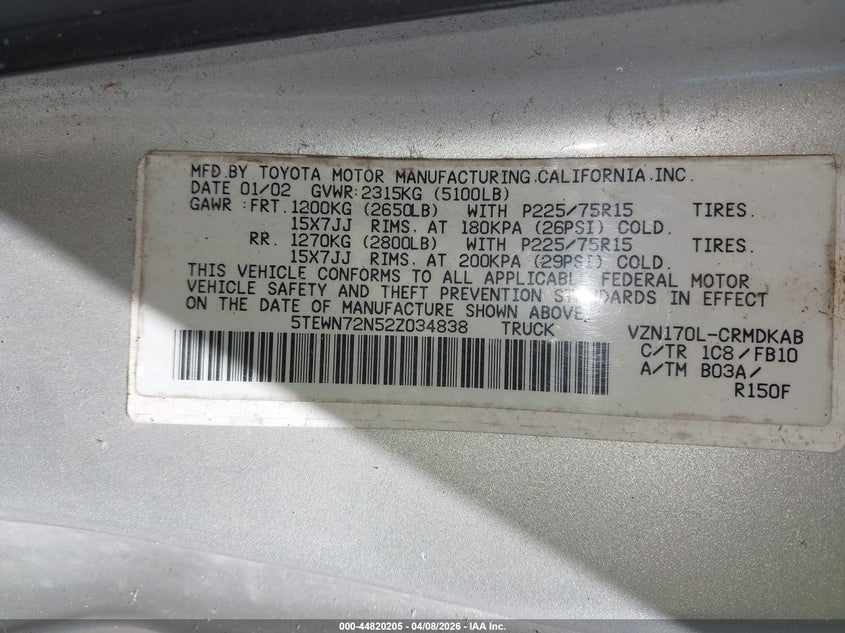 MFD.BY TOYOTA MOTOR MANUFACTURING,CALIFORNIA,INC.
DATE 01/02 GVWR:2315KG (5100LB)
GAWR :FRT.1200KG (2650LB) WITH P225/75R15 TIRES.
15X7JJ RIMS. AT 180KPA (26PSI) COLD.
RR. 1270KG (2800LB) WITH P225/75R15 TIRES.
15X7JJ RIMS. AT 200KPA (29PSI) COLD.
THIS VEHICLE CONFORMS TO ALL APPLICABLE FEDERAL MOTOR
VEHICLE SAFETY AND THEFT PREVENTION STANDARDS IN EFFECT
ON THE DATE OF MANUFACTURE SHOWN ABOVE.
5TEWN72N52Z034838 TRUCK VZN170L-CRMDKAB
C/TR 1C8/FB10
A/TM B03A/
R150F
000-44820205 - 04/08/2026 - IAA Inc.